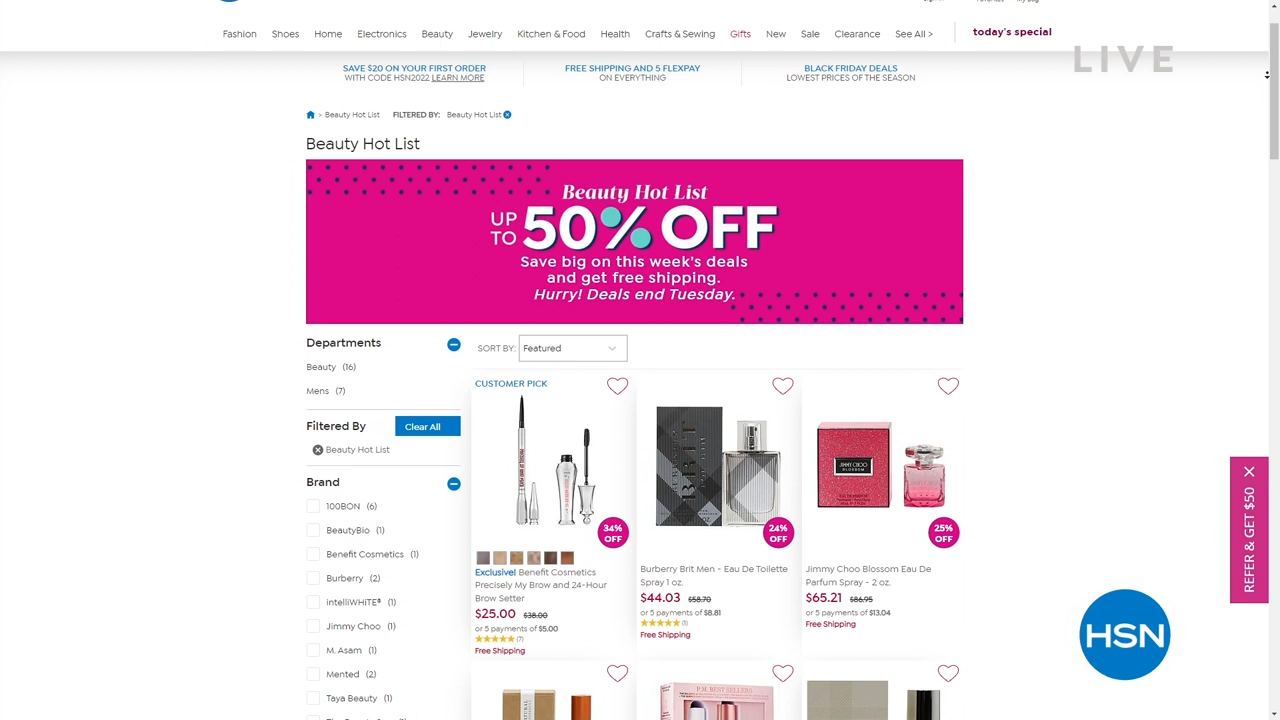 Fashion Shoes Home Electronics Beauty Jewelry Kitchen & Food Health Crafts & Sewing Gifts New Sale Clearance See All > today's special
LIVE
SAVE $20 ON YOUR FIRST ORDER
WITH CODE HSN2022 LEARN MORE
FREE SHIPPING AND 5 FLEXPAY
ON EVERYTHING
BLACK FRIDAY DEALS
LOWEST PRICES OF THE SEASON
> Beauty Hot List FILTERED BY: Beauty Hot List
Beauty Hot List
Beauty Hot List
UP TO 50% OFF
Save big on this week's deals
and get free shipping.
Hurry! Deals end Tuesday.
Departments
Beauty (16)
Mens (7)
Filtered By Clear All
Beauty Hot List
Brand
100BON (6)
BeautyBio (1)
Benefit Cosmetics (1)
Burberry (2)
intelliWHiTE® (1)
Jimmy Choo (1)
M. Asam (1)
Mented (2)
Taya Beauty (1)
SORT BY: Featured
CUSTOMER PICK
34%
OFF
Exclusive! Benefit Cosmetics
Precisely My Brow and 24-Hour
Brow Setter
$25.00 $38.00
or 5 payments of $5.00
(7)
Free Shipping
BRIT
24%
OFF
Burberry Brit Men - Eau De Toilette
Spray 1 oz.
$44.03 $58.70
or 5 payments of $8.81
(1)
Free Shipping
JIMMY CHOO
BLOSSOM
25%
OFF
Jimmy Choo Blossom Eau De
Parfum Spray - 2 oz.
$65.21 $86.95
or 5 payments of $13.04
Free Shipping
P.M. BEST SELLERS
REFER & GET $50
HSN